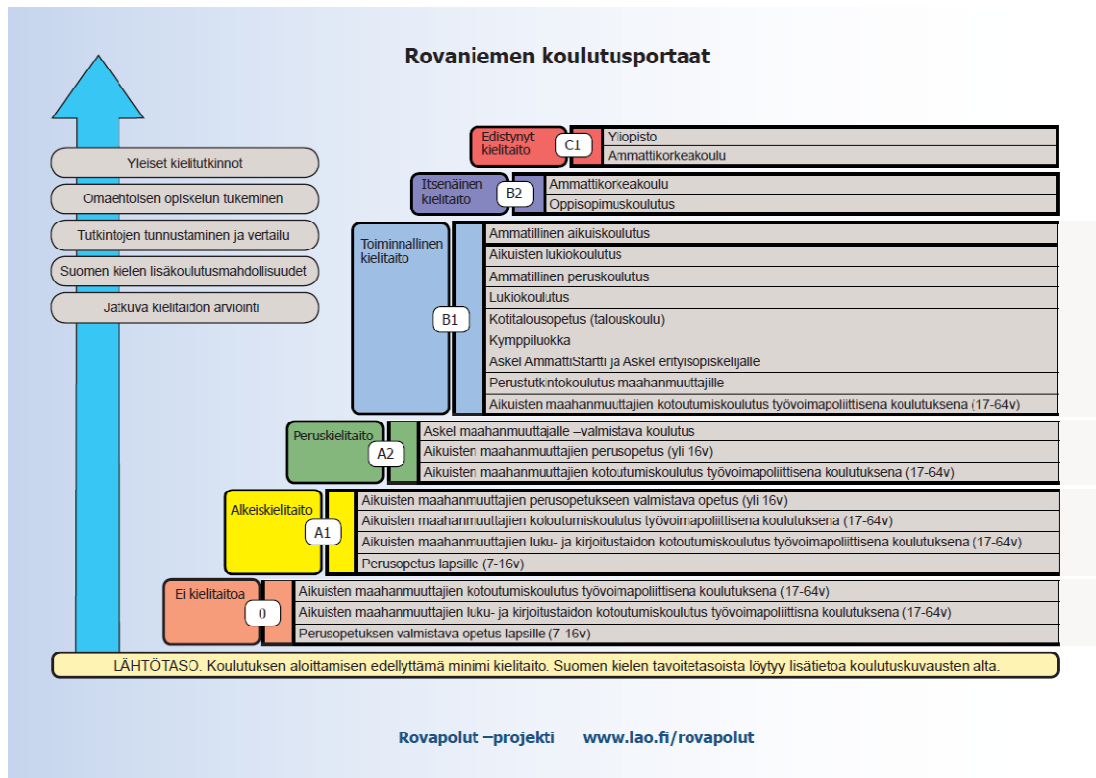 Rovaniemen koulutusportaat
Yleiset kielitutkinnot
Omaehtoisen opiskelun tukeminen
Tutkintojen tunnustaminen ja vertailu
Suomen kielen lisäkoulutusmahdollisuudet
Jatkuva kielitaidon arviointi
Edistynyt
kielitaito
C1
Yliopisto
Ammattikorkeakoulu
Itsenäinen
kielitaito
B2
Ammattikorkeakoulu
Oppisopimuskoulutus
Toiminnallinen
kielitaito
B1
Ammatillinen aikuiskoulutus
Aikuisten lukiokoulutus
Ammatillinen peruskoulutus
Lukiokoulutus
Kotitalousopetus (talouskoulu)
Kymppiluokka
Askel AmmattiStartti ja Askel erityisopiskelijalle
Perustutkintokoulutus maahanmuuttajille
Aikuisten maahanmuuttajien kotoutumiskoulutus työvoimapoliittisena koulutuksena (17-64v)
Peruskielitaito
A2
Askel maahanmuuttajalle –valmistava koulutus
Aikuisten maahanmuuttajien perusopetus (yli 16v)
Aikuisten maahanmuuttajien kotoutumiskoulutus työvoimapoliittisena koulutuksena (17-64v)
Alkeiskielitaito
A1
Aikuisten maahanmuuttajien perusopetukseen valmistava opetus (yli 16v)
Aikuisten maahanmuuttajien kotoutumiskoulutus työvoimapoliittisena koulutuksena (17-64v)
Aikuisten maahanmuuttajien luku- ja kirjoitustaidon kotoutumiskoulutus työvoimapoliittisena koulutuksena (17-64v)
Perusopetus lapsille (7-16v)
Ei kielitaitoa
0
Aikuisten maahanmuuttajien kotoutumiskoulutus työvoimapoliittisena koulutuksena (17-64v)
Aikuisten maahanmuuttajien luku- ja kirjoitustaidon kotoutumiskoulutus työvoimapoliittisna koulutuksena (17-64v)
Perusopetuksen valmistava opetus lapsille (7-16v)
LÄHTÖTASO. Koulutuksen aloittamisen edellyttämä minimi kielitaito. Suomen kielen tavoitetasoista löytyy lisätietoa koulutuskuvausten alta.
Rovapolut –projekti www.lao.fi/rovapolut